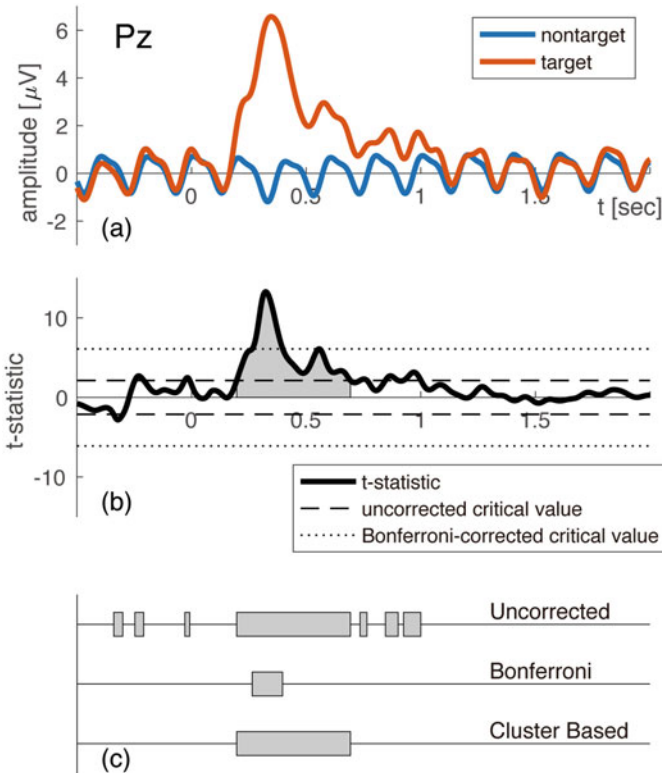 Pz
nontarget
target
amplitude [μV]
6
4
2
0
-2
0
0.5
1
1.5
t [sec]
(a)
t-statistic
10
0
-10
0
0.5
1
1.5
(b)
t-statistic
uncorrected critical value
Bonferroni-corrected critical value
Uncorrected
Bonferroni
Cluster Based
(c)